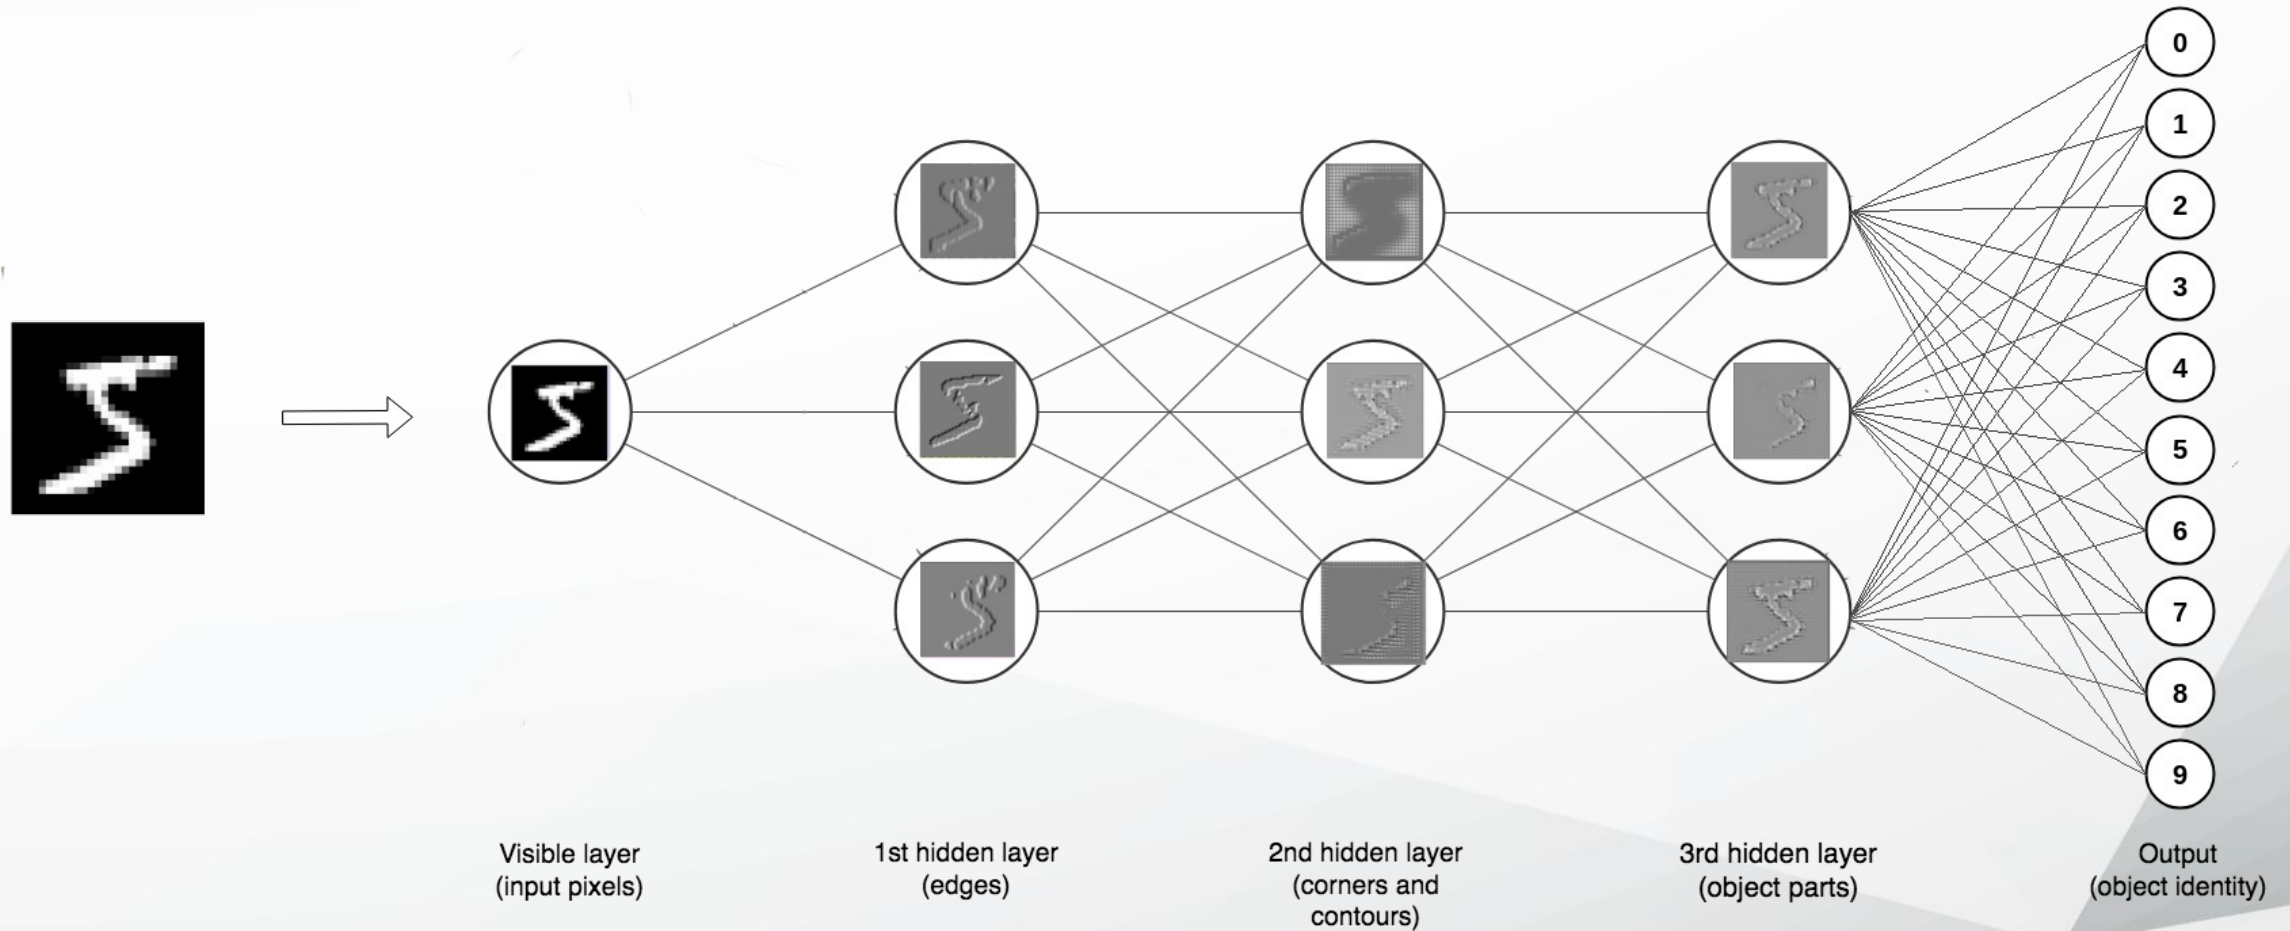 0
1
2
3
4
5
6
7
8
9
Visible layer
(input pixels)
1st hidden layer
(edges)
2nd hidden layer
(corners and
contours)
3rd hidden layer
(object parts)
Output
(object identity)